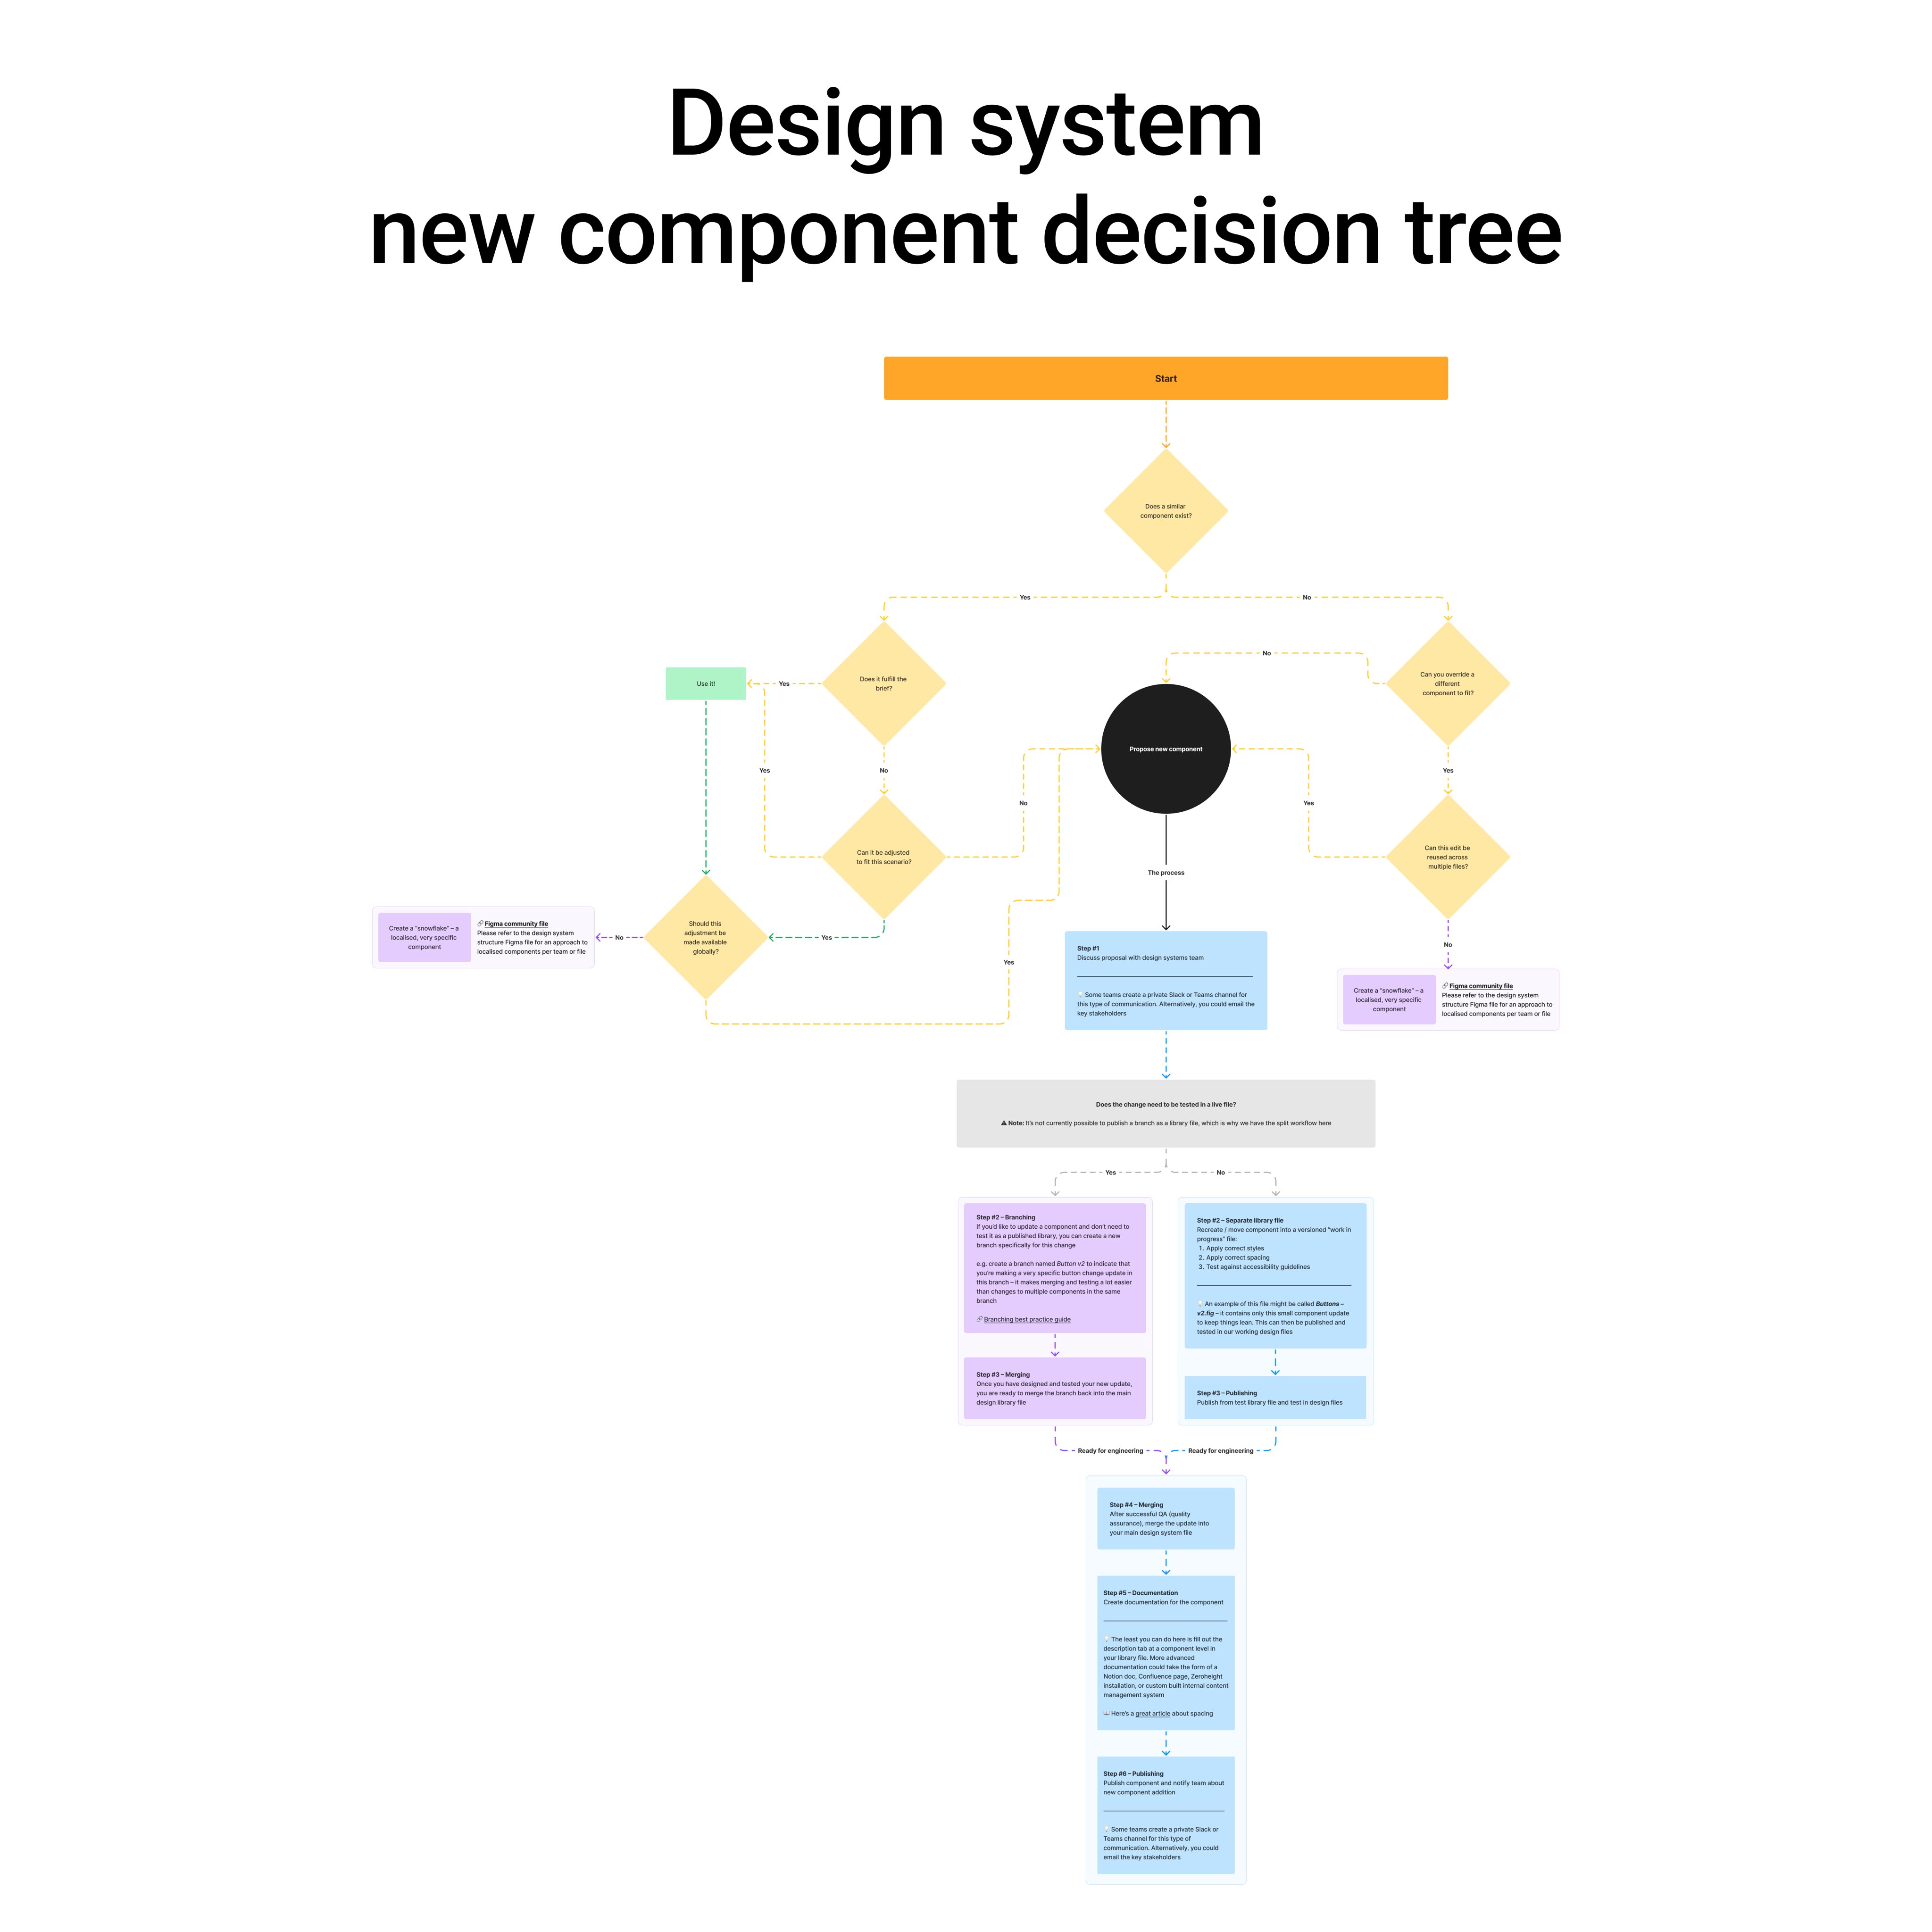 Design system
new component decision tree
Start
Does a similar
component exist?
Yes
No
Use it!
Yes
Does it fulfill the
brief?
No
Can you override a
different
component to fit?
Propose new component
Yes
No
Yes
No
Yes
Can it be adjusted
to fit this scenario?
Can this edit be
reused across
multiple files?
The process
Create a "snowflake" – a
localised, very specific
component
🔗 Figma community file
Please refer to the design system
structure Figma file for an approach to
localised components per team or file
No
Should this
adjustment be
made available
globally?
Yes
Yes
Step #1
Discuss proposal with design systems team
💡 Some teams create a private Slack or Teams channel for
this type of communication. Alternatively, you could email the
key stakeholders
No
Create a "snowflake" – a
localised, very specific
component
🔗 Figma community file
Please refer to the design system
structure Figma file for an approach to
localised components per team or file
Does the change need to be tested in a live file?
⚠ Note: It's not currently possible to publish a branch as a library file, which is why we have the split workflow here
Yes
No
Step #2 – Branching
If you'd like to update a component and don't need to
test it as a published library, you can create a new
branch specifically for this change
e.g. create a branch named Button v2 to indicate that
you're making a very specific button change update in
this branch – it makes merging and testing a lot easier
than changes to multiple components in the same
branch
🔗 Branching best practice guide
Step #3 – Merging
Once you have designed and tested your new update,
you are ready to merge the branch back into the main
design library file
Step #2 – Separate library file
Recreate / move component into a versioned "work in
progress" file:
1. Apply correct styles
2. Apply correct spacing
3. Test against accessibility guidelines
💡 An example of this file might be called Buttons –
v2.fig – it contains only this small component update
to keep things lean. This can then be published and
tested in our working design files
Step #3 – Publishing
Publish from test library file and test in design files
Ready for engineering
Ready for engineering
Step #4 – Merging
After successful QA (quality
assurance), merge the update into
your main design system file
Step #5 – Documentation
Create documentation for the component
💡 The least you can do here is fill out the
description tab at a component level in
your library file. More advanced
documentation could take the form of a
Notion doc, Confluence page, Zeroheight
installation, or custom built internal content
management system
📖 Here's a great article about spacing
Step #6 – Publishing
Publish component and notify team about
new component addition
💡 Some teams create a private Slack or
Teams channel for this type of
communication. Alternatively, you could
email the key stakeholders